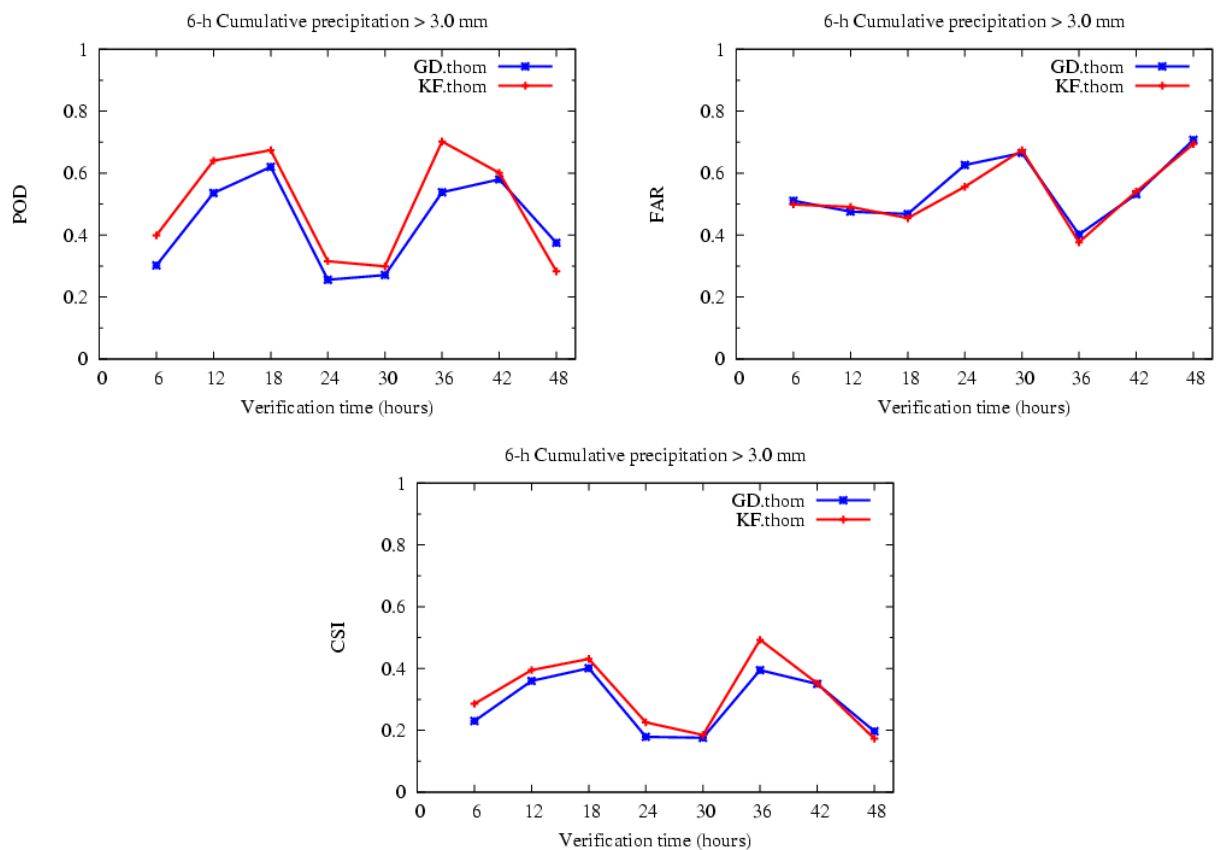 6-h Cumulative precipitation > 3.0 mm
GD.thom
KF.thom
1
0.8
0.6
0.4
0.2
0
POD
0 6 12 18 24 30 36 42 48
Verification time (hours)
6-h Cumulative precipitation > 3.0 mm
GD.thom
KF.thom
1
0.8
0.6
0.4
0.2
0
FAR
0 6 12 18 24 30 36 42 48
Verification time (hours)
6-h Cumulative precipitation > 3.0 mm
GD.thom
KF.thom
1
0.8
0.6
0.4
0.2
0
CSI
0 6 12 18 24 30 36 42 48
Verification time (hours)